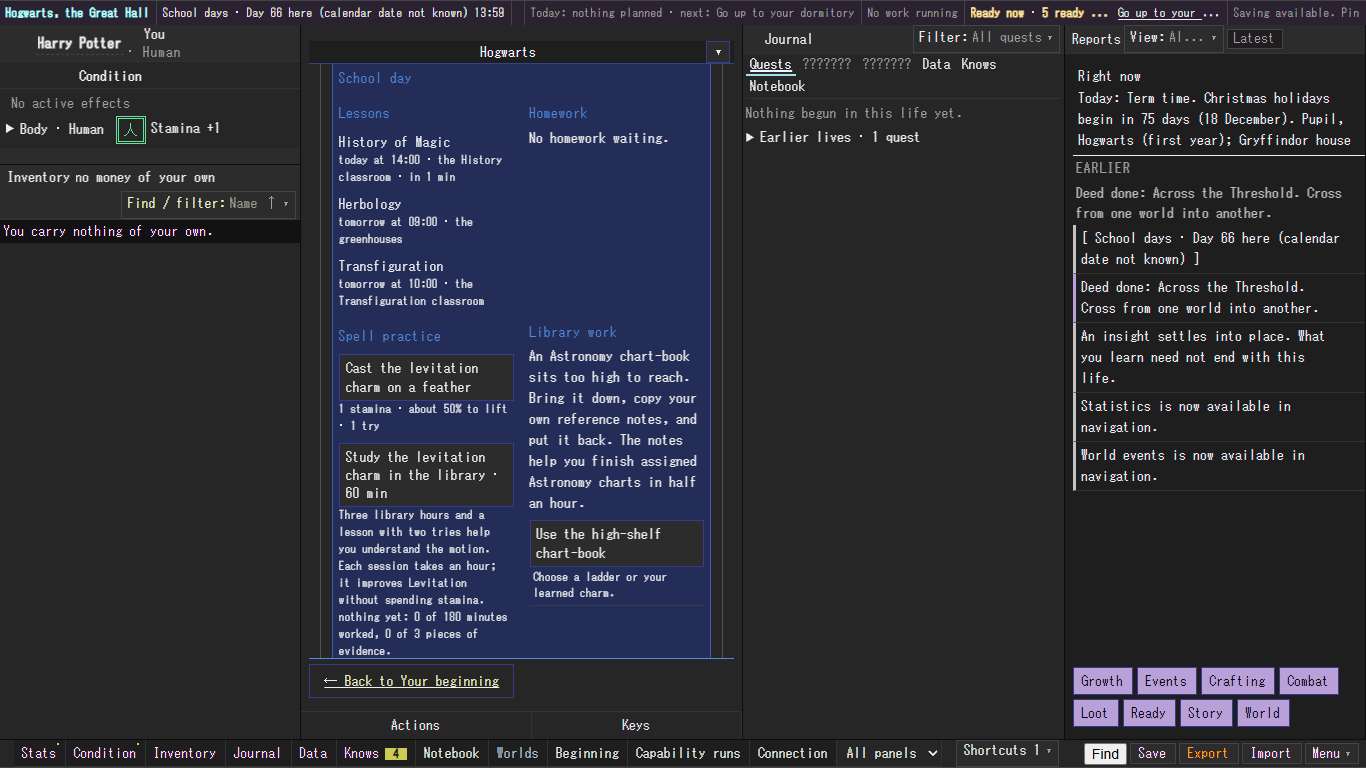 Hogwarts, the Great Hall School days · Day 66 here (calendar date not known) 13:59 Today: nothing planned · next: Go up to your dormitory No work running Ready now · 5 ready ... Go up to your ... Saving available. Pin
Harry Potter · You
Human
Condition
No active effects
▶ Body · Human 人 Stamina +1
Inventory no money of your own
Find / filter: Name ↑ ▾
You carry nothing of your own.
Hogwarts ▼
School day
Lessons
History of Magic
today at 14:00 · the History
classroom · in 1 min
Herbology
tomorrow at 09:00 · the
greenhouses
Transfiguration
tomorrow at 10:00 · the
Transfiguration classroom
Homework
No homework waiting.
Spell practice
Cast the levitation
charm on a feather
1 stamina · about 50% to lift
· 1 try
Study the levitation
charm in the library ·
60 min
Three library hours and a
lesson with two tries help
you understand the motion.
Each session takes an hour;
it improves Levitation
without spending stamina.
nothing yet: 0 of 180 minutes
worked, 0 of 3 pieces of
evidence.
Library work
An Astronomy chart-book
sits too high to reach.
Bring it down, copy your
own reference notes, and
put it back. The notes
help you finish assigned
Astronomy charts in half
an hour.
Use the high-shelf
chart-book
Choose a ladder or your
learned charm.
← Back to Your beginning
Actions Keys
Journal Filter: All quests ▾
Quests ??????? ??????? Data Knows
Notebook
Nothing begun in this life yet.
▶ Earlier lives · 1 quest
Reports View: Al... ▾ Latest
Right now
Today: Term time. Christmas holidays
begin in 75 days (18 December). Pupil,
Hogwarts (first year); Gryffindor house
EARLIER
Deed done: Across the Threshold. Cross
from one world into another.
[ School days · Day 66 here (calendar
date not known) ]
Deed done: Across the Threshold.
Cross from one world into another.
An insight settles into place. What
you learn need not end with this
life.
Statistics is now available in
navigation.
World events is now available in
navigation.
Growth Events Crafting Combat
Loot Ready Story World
Stats Condition Inventory Journal Data Knows 4 Notebook Worlds Beginning Capability runs Connection All panels Shortcuts 1 ▾ Find Save Export Import Menu ▾